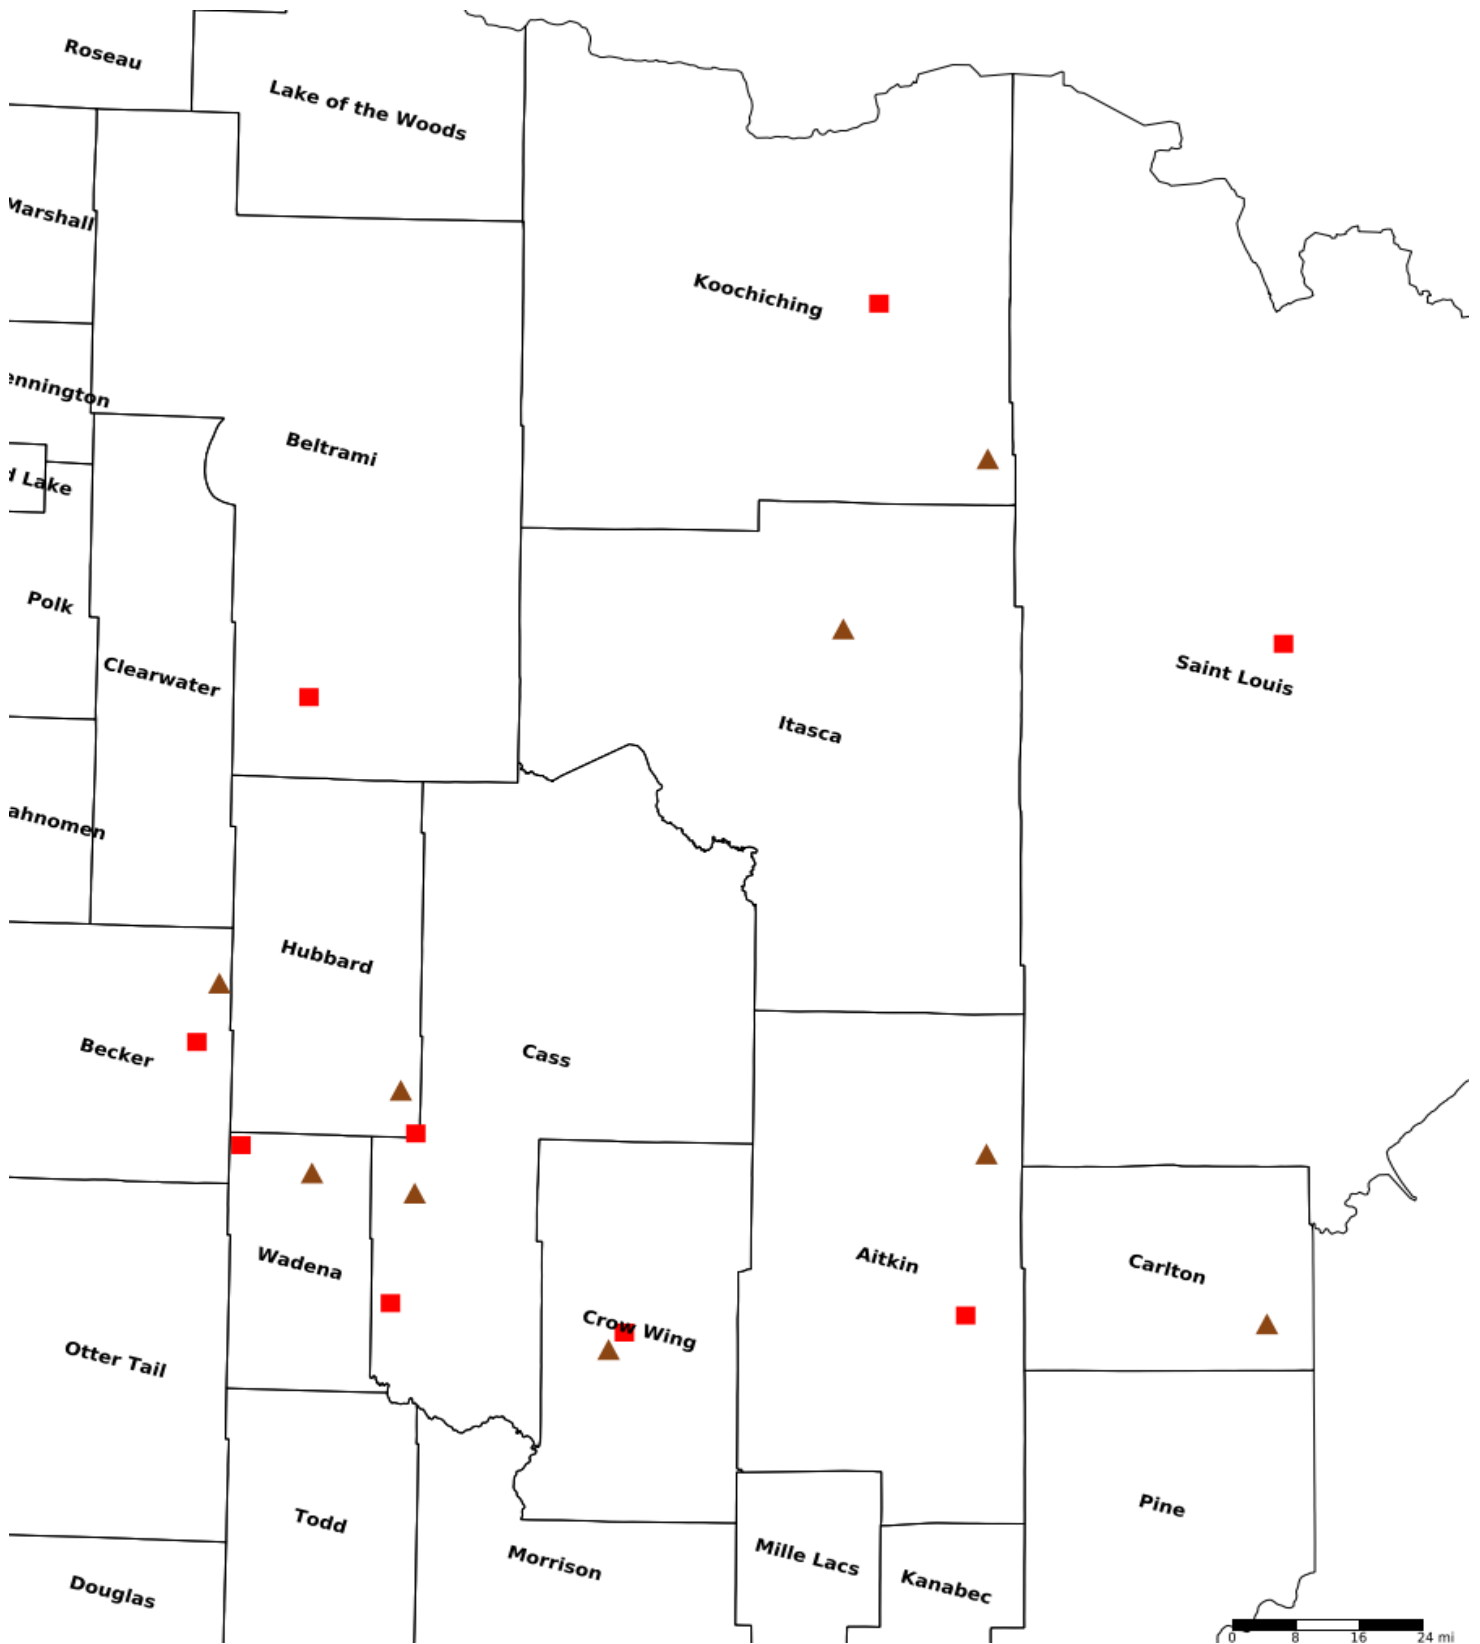 Roseau
Lake of the Woods
Marshall
Koochiching
ennington
Beltrami
d Lake
Polk
Clearwater
Saint Louis
Itasca
ahnomen
Hubbard
Becker
Cass
Wadena
Aitkin
Carlton
Crow Wing
Otter Tail
Todd
Pine
Morrison
Mille Lacs
Kanabec
Douglas
0 8 16 24 mi